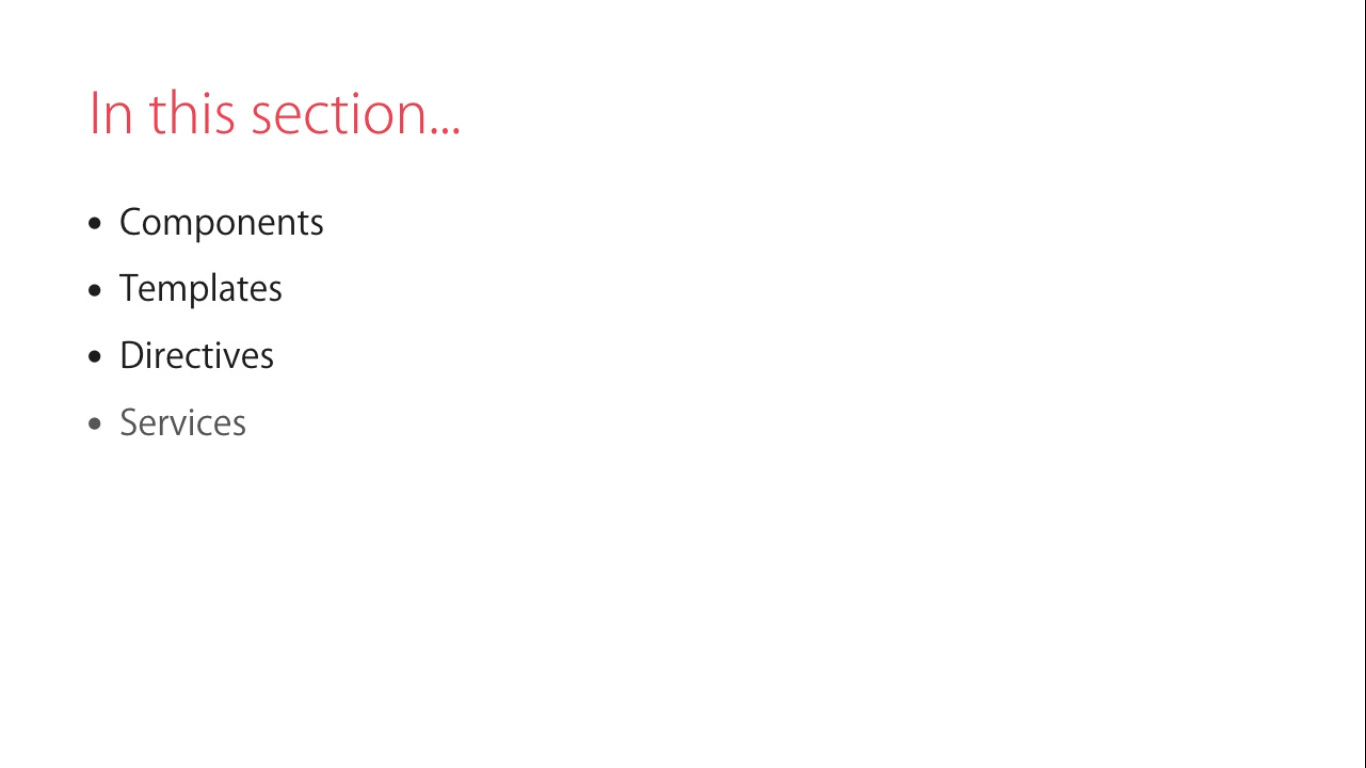 In this section...
• Components
• Templates
• Directives
• Services